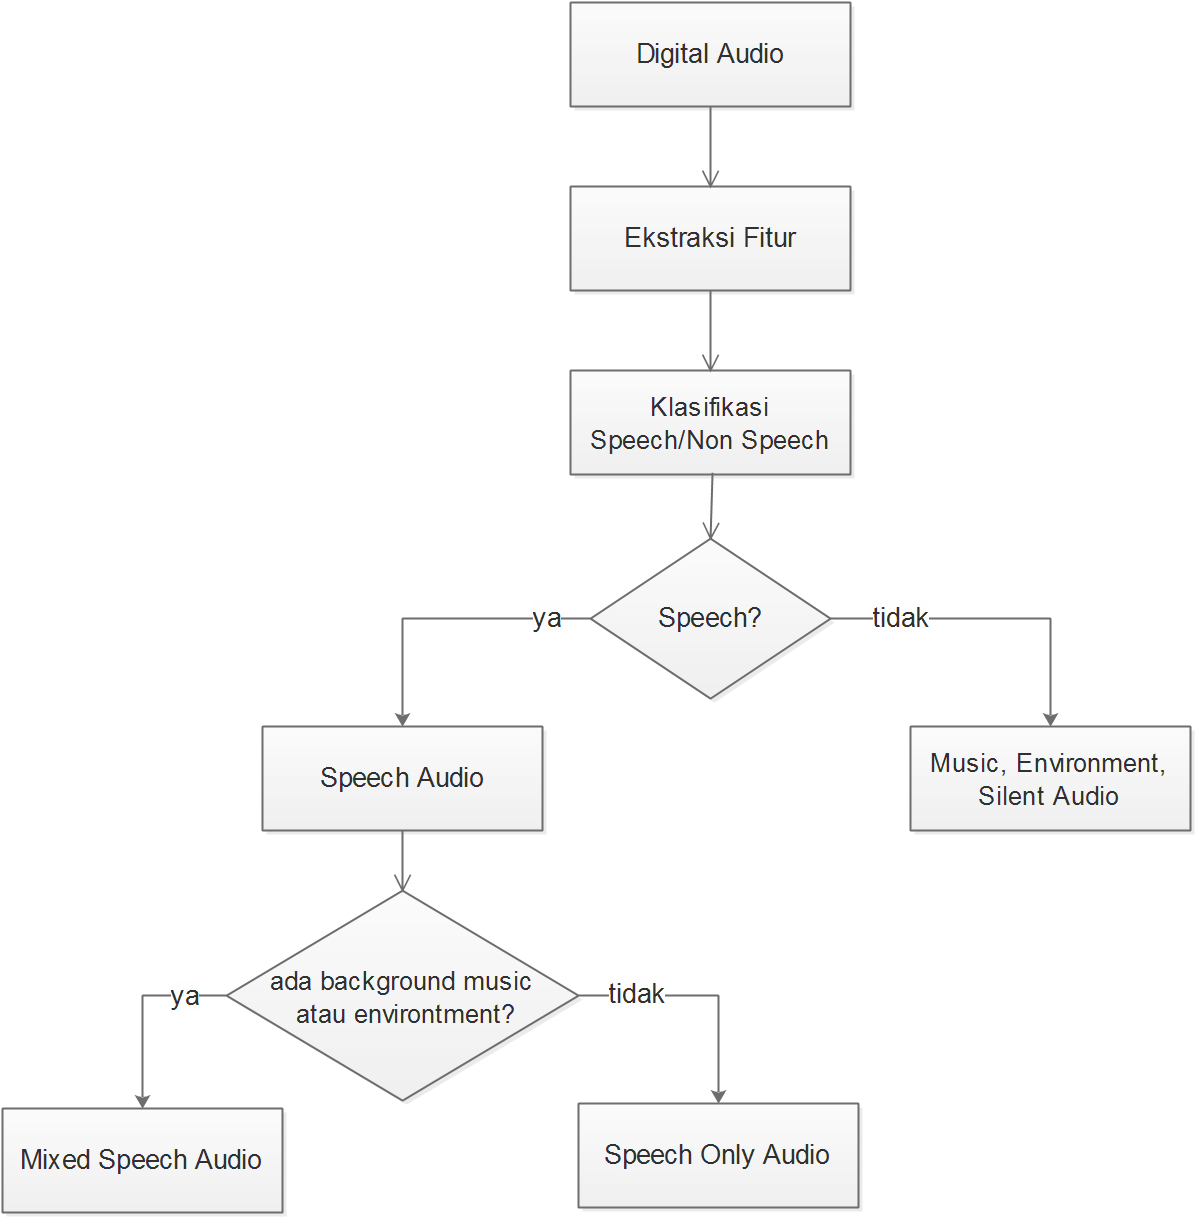 Digital Audio
Ekstraksi Fitur
Klasifikasi
Speech/Non Speech
Speech?
ya
tidak
Speech Audio
Music, Environment,
Silent Audio
ada background music
atau environtment?
ya
tidak
Mixed Speech Audio
Speech Only Audio